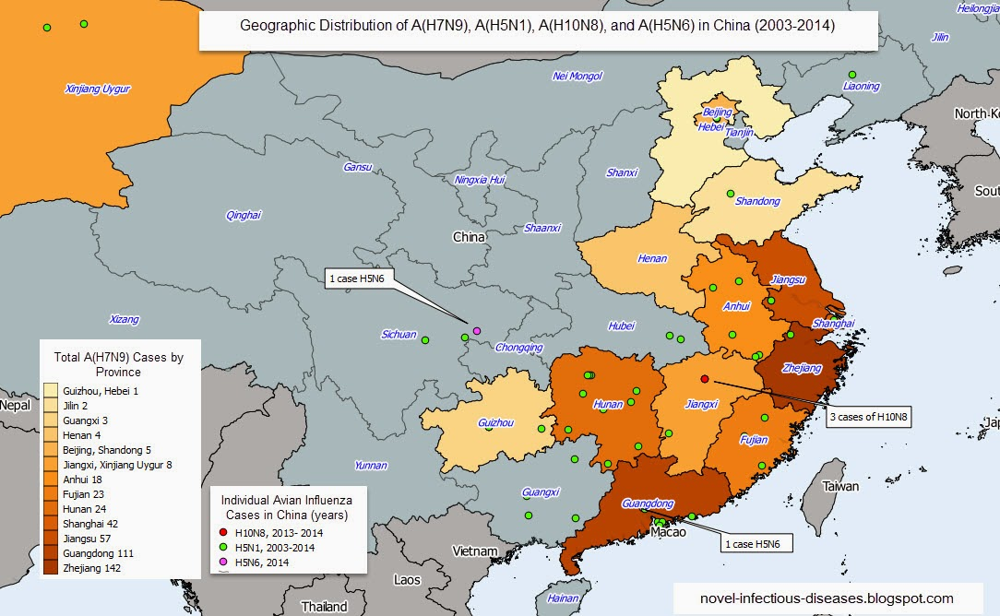 Geographic Distribution of A(H7N9), A(H5N1), A(H10N8), and A(H5N6) in China (2003-2014)
Heilongjia
Jilin
Xinjiang Uygur
Nei Mongol
Liaoning
Beijing
Hebei
Tianjin
North-K
Gansu
Ningxia Hui
Shanxi
Sout
Qinghai
Shandong
China
Shaanxi
Henan
1 case H5N6
Jiangsu
Anhui
Xizang
Sichuan
Hubei
Shanghai
Chongqing
Zhejiang
Total A(H7N9) Cases by
Province
Guizhou, Hebei 1
Jilin 2
Guangxi 3
Henan 4
Beijing, Shandong 5
Jiangxi, Xinjiang Uygur 8
Anhui 18
Fujian 23
Hunan 24
Shanghai 42
Jiangsu 57
Guangdong 111
Zhejiang 142
Nepal
Hunan
Jiangxi
3 cases of H10N8
Jap
Guizhou
Fujian
Yunnan
Guangxi
Taiwan
Guangdong
Individual Avian Influenza
Cases in China (years)
H10N8, 2013- 2014
H5N1, 2003-2014
H5N6, 2014
Macao
1 case H5N6
Vietnam
Laos
Hainan
Thailand
novel-infectious-diseases.blogspot.com